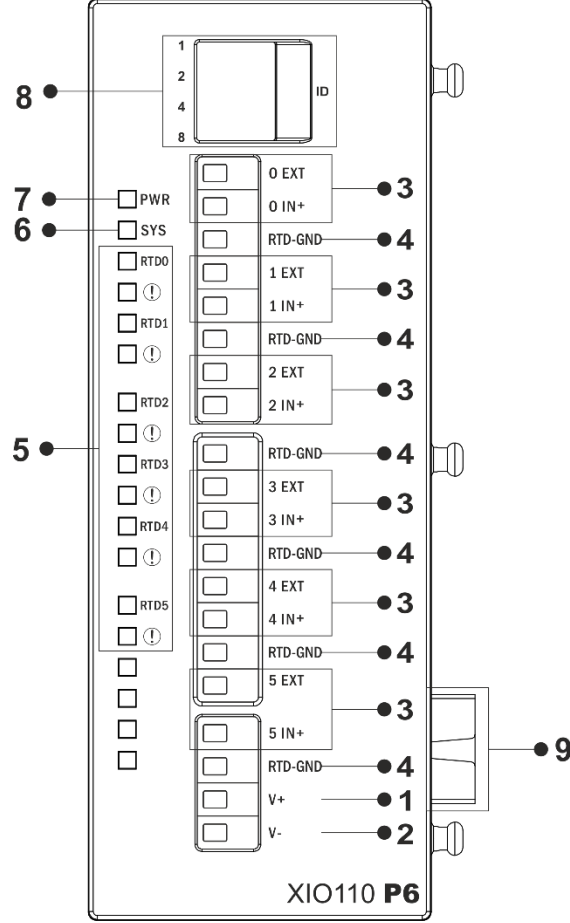 1
2
4
8
ID
8
0 EXT
3
0 IN+
7
PWR
6
SYS
RTD-GND
4
RTD0
1 EXT
3
!
1 IN+
RTD1
RTD-GND
4
!
2 EXT
3
RTD2
2 IN+
5
!
RTD-GND
4
RTD3
3 EXT
3
!
3 IN+
RTD4
RTD-GND
4
!
4 EXT
3
RTD5
4 IN+
!
RTD-GND
4
5 EXT
3
5 IN+
9
RTD-GND
4
V+
1
V-
2
XIO110 P6